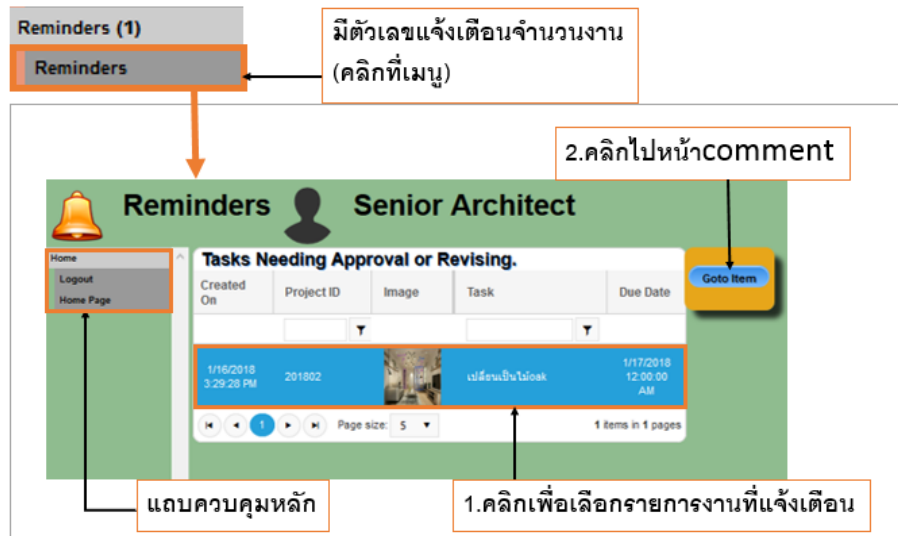 Reminders (1)
Reminders
มีตัวเลขแจ้งเตือนจำนวนงาน
(คลิกที่เมนู)
2.คลิกไปหน้าcomment
Reminders Senior Architect
Home
Logout
Home Page
Tasks Needing Approval or Revising.
Goto Item
Created On Project ID Image Task Due Date
1/16/2018 3:29:28 PM 201802 เปลี่ยนเป็นไม้oak 1/17/2018 12:00:00 AM
1 Page size: 5 1 items in 1 pages
แถบควบคุมหลัก
1.คลิกเพื่อเลือกรายการงานที่แจ้งเตือน